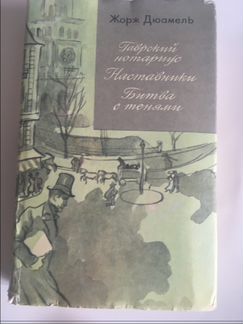 Жорж Дюамель
Гаврский
нотариус
Наставники
Битва
с тенями